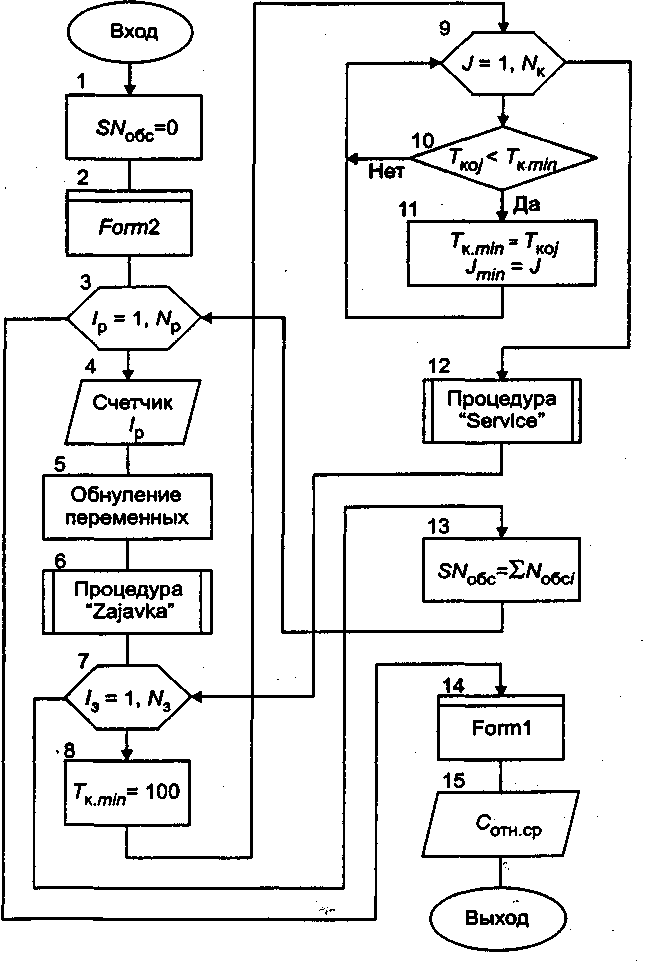 Вход
1
SNобс=0
2
Form2
3
Iр = 1, Nр
4
Счетчик
Iр
5
Обнуление
переменных
6
Процедура
“Zajavka”
7
Iз = 1, Nз
8
Tк.min= 100
9
J = 1, Nк
10
Tкоj < Tк.min
Нет
Да
11
Tк.min = Tкоj
Jmin = J
12
Процедура
“Service”
13
SNобс=ΣNобсi
14
Form1
15
Cотн.ср
Выход